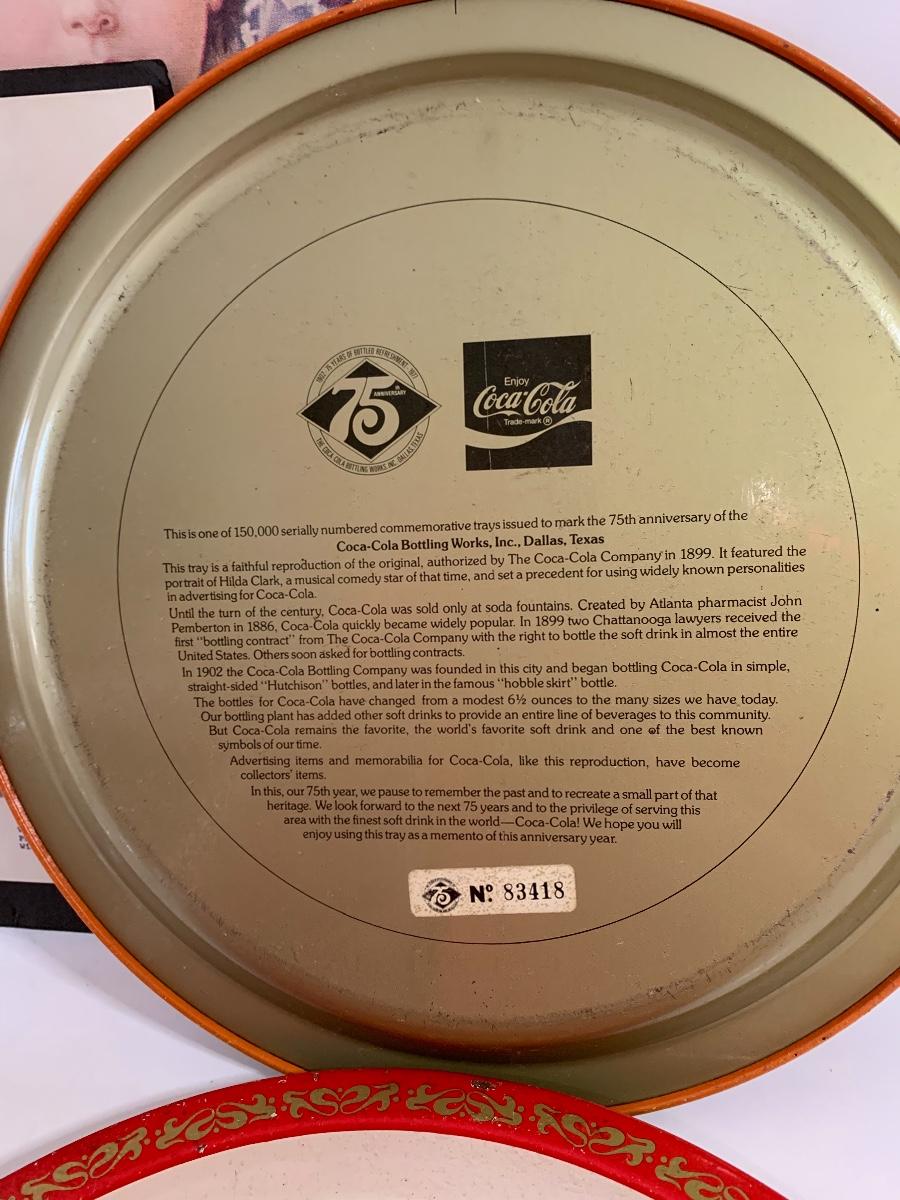 1902 · 75 YEARS OF BOTTLED REFRESHMENT · 1977
75th ANNIVERSARY
THE COCA-COLA BOTTLING WORKS, INC. DALLAS, TEXAS
Enjoy
Coca-Cola
Trade-mark ®
This is one of 150,000 serially numbered commemorative trays issued to mark the 75th anniversary of the
Coca-Cola Bottling Works, Inc., Dallas, Texas
This tray is a faithful reproduction of the original, authorized by The Coca-Cola Company in 1899. It featured the
portrait of Hilda Clark, a musical comedy star of that time, and set a precedent for using widely known personalities
in advertising for Coca-Cola.
Until the turn of the century, Coca-Cola was sold only at soda fountains. Created by Atlanta pharmacist John
Pemberton in 1886, Coca-Cola quickly became widely popular. In 1899 two Chattanooga lawyers received the
first “bottling contract” from The Coca-Cola Company with the right to bottle the soft drink in almost the entire
United States. Others soon asked for bottling contracts.
In 1902 the Coca-Cola Bottling Company was founded in this city and began bottling Coca-Cola in simple,
straight-sided “Hutchison” bottles, and later in the famous “hobble skirt” bottle.
The bottles for Coca-Cola have changed from a modest 6½ ounces to the many sizes we have today.
Our bottling plant has added other soft drinks to provide an entire line of beverages to this community.
But Coca-Cola remains the favorite, the world's favorite soft drink and one of the best known
symbols of our time.
Advertising items and memorabilia for Coca-Cola, like this reproduction, have become
collectors' items.
In this, our 75th year, we pause to remember the past and to recreate a small part of that
heritage. We look forward to the next 75 years and to the privilege of serving this
area with the finest soft drink in the world—Coca-Cola! We hope you will
enjoy using this tray as a memento of this anniversary year.
75 Nº. 83418